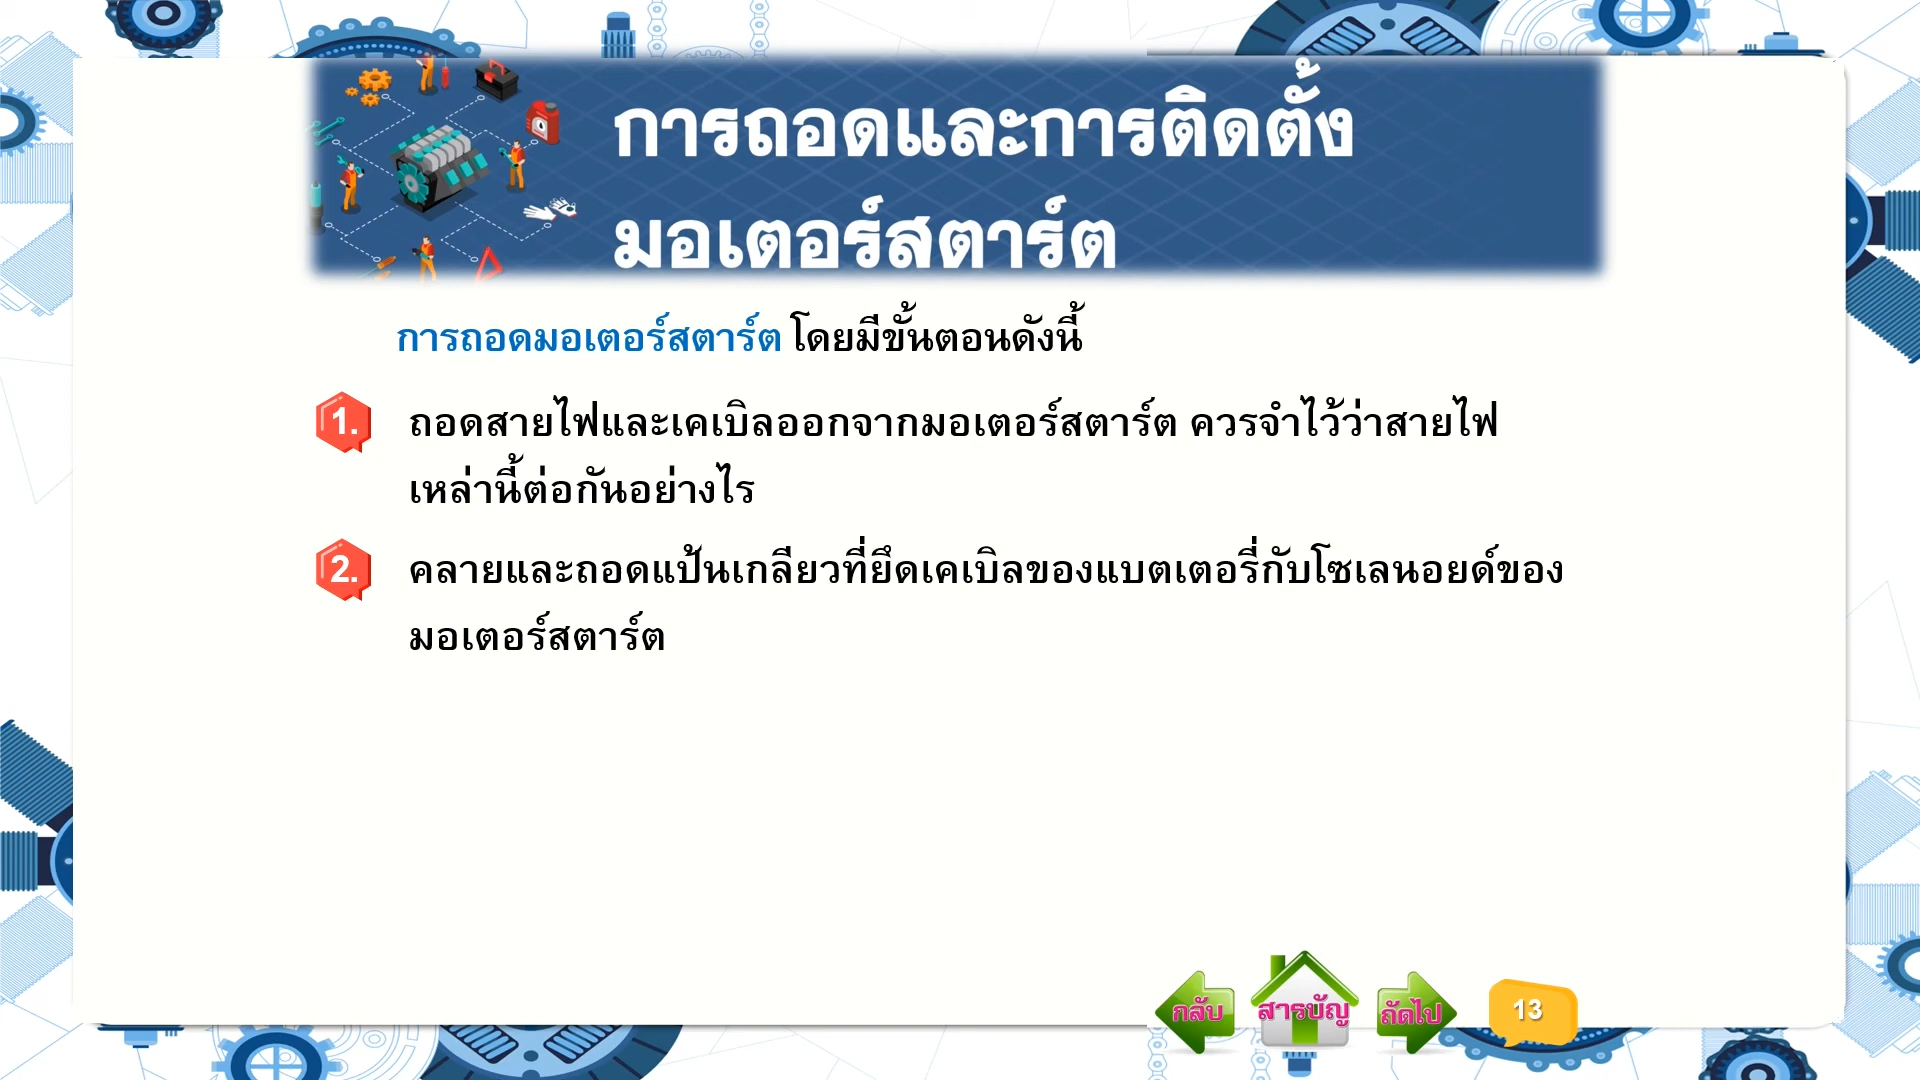 การถอดและการติดตั้ง
มอเตอร์สตาร์ต
การถอดมอเตอร์สตาร์ต โดยมีขั้นตอนดังนี้
1. ถอดสายไฟและเคเบิลออกจากมอเตอร์สตาร์ต ควรจำไว้ว่าสายไฟ
เหล่านี้ต่อกันอย่างไร
2. คลายและถอดแป้นเกลียวที่ยึดเคเบิลของแบตเตอรี่กับโซเลนอยด์ของ
มอเตอร์สตาร์ต
กลับ สารบัญ ถัดไป 13